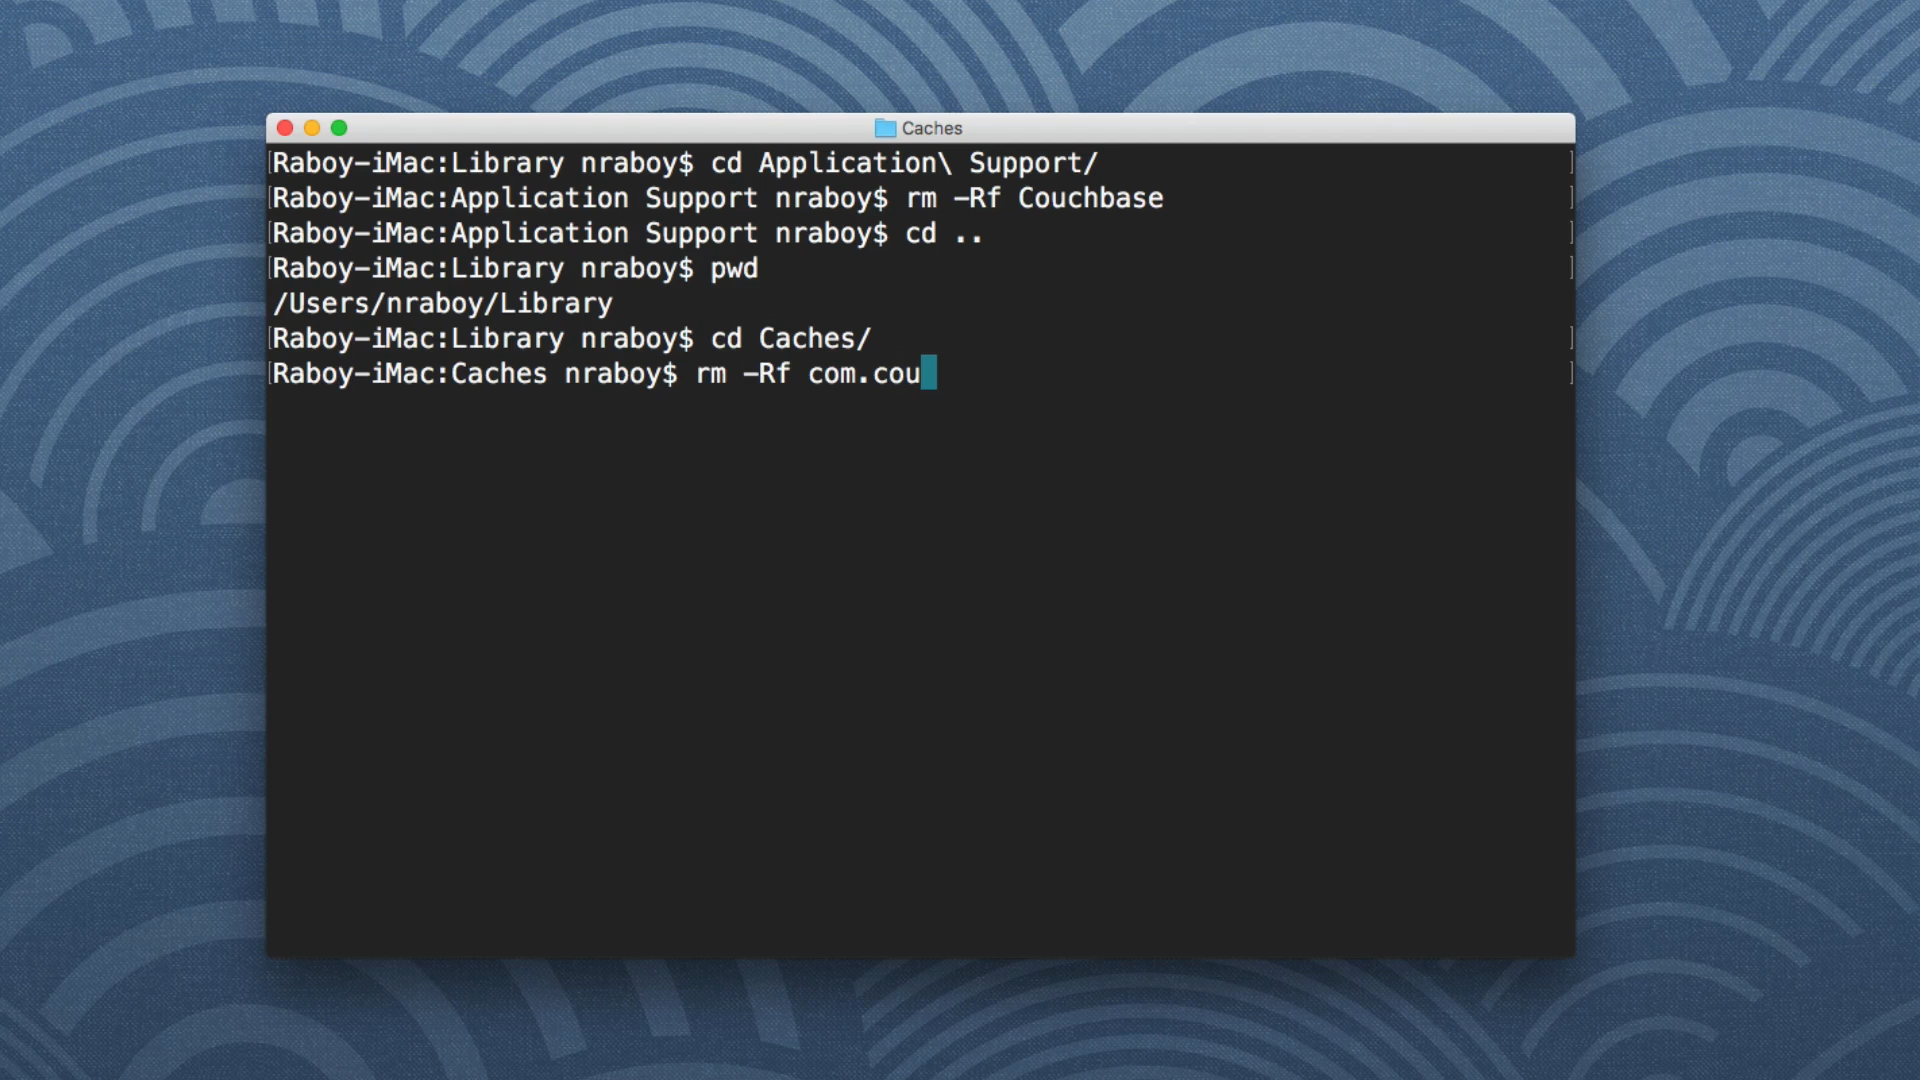 Caches
Raboy-iMac:Library nraboy$ cd Application\ Support/
Raboy-iMac:Application Support nraboy$ rm -Rf Couchbase
Raboy-iMac:Application Support nraboy$ cd ..
Raboy-iMac:Library nraboy$ pwd
/Users/nraboy/Library
Raboy-iMac:Library nraboy$ cd Caches/
Raboy-iMac:Caches nraboy$ rm -Rf com.cou